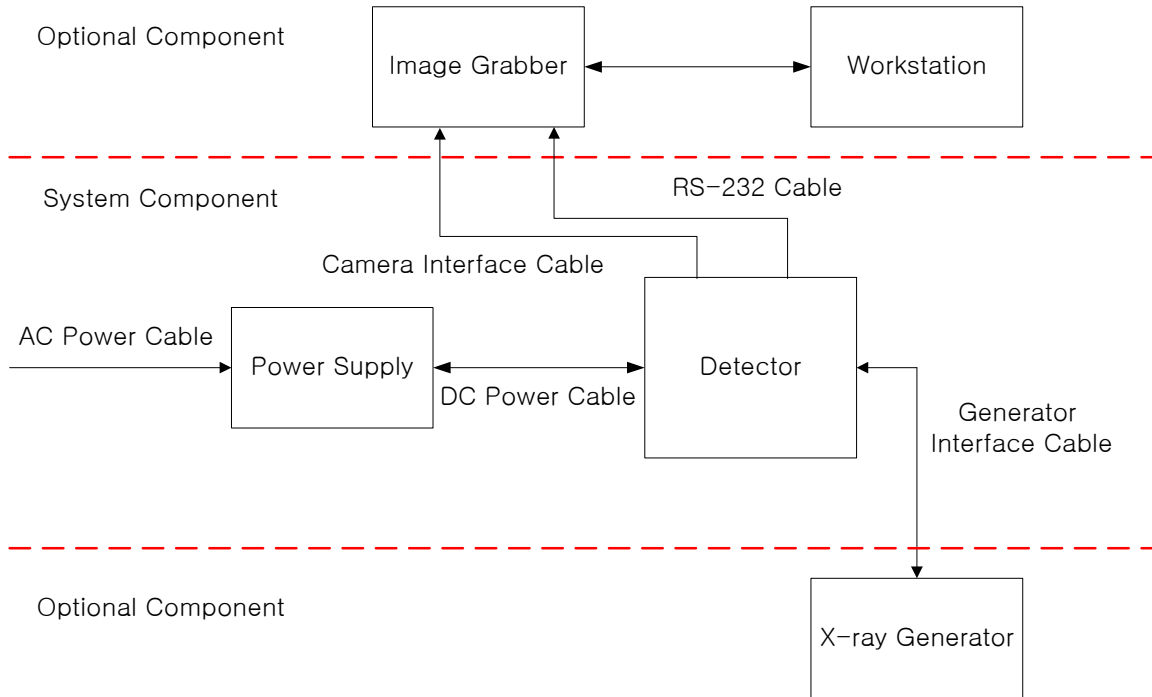 Optional Component
Image Grabber
Workstation
RS-232 Cable
System Component
Camera Interface Cable
AC Power Cable
Power Supply
DC Power Cable
Detector
Generator
Interface Cable
Optional Component
X-ray Generator